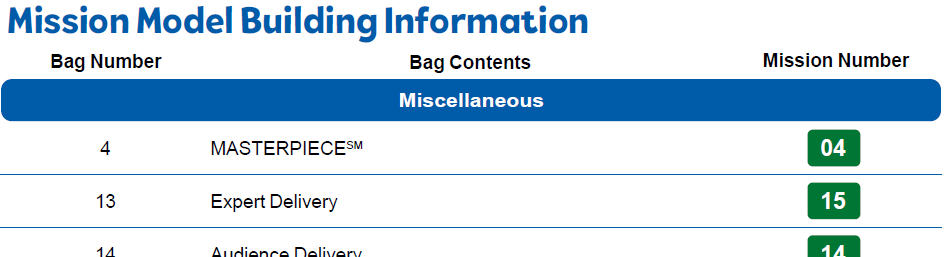 Mission Model Building Information
Bag Number Bag Contents Mission Number
Miscellaneous
4 MASTERPIECE℠ 04
13 Expert Delivery 15
14 Audience Delivery 14